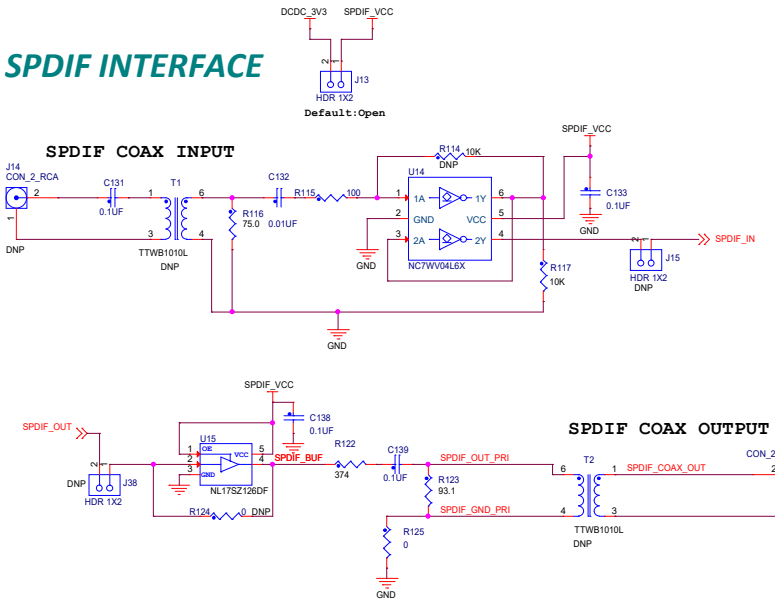 DCDC_3V3 SPDIF_VCC
SPDIF INTERFACE
2 1
J13
HDR 1X2
Default:Open
SPDIF COAX INPUT
J14
CON_2_RCA
2
1
DNP
C131
0.1UF
T1
1 6
3 4
TTWB1010L
DNP
R116
75.0
C132
0.01UF
R115 100
R114 10K
DNP
U14
1 1A 1Y 6
2 GND VCC 5
3 2A 2Y 4
NC7WV04L6X
GND
SPDIF_VCC
C133
0.1UF
GND
R117
10K
2 1
J15
HDR 1X2
DNP
SPDIF_IN
GND
SPDIF_OUT
2 1
DNP J38
HDR 1X2
SPDIF_VCC
C138
0.1UF
GND
U15
1 OE VCC 5
2 4
3 GND
NL17SZ126DF
GND
SPDIF_BUF
R124 0 DNP
R122
374
C139
0.1UF
SPDIF_OUT_PRI
R123
93.1
SPDIF_GND_PRI
R125
0
GND
SPDIF COAX OUTPUT
T2
6 1
4 3
TTWB1010L
DNP
SPDIF_COAX_OUT
CON_2
2